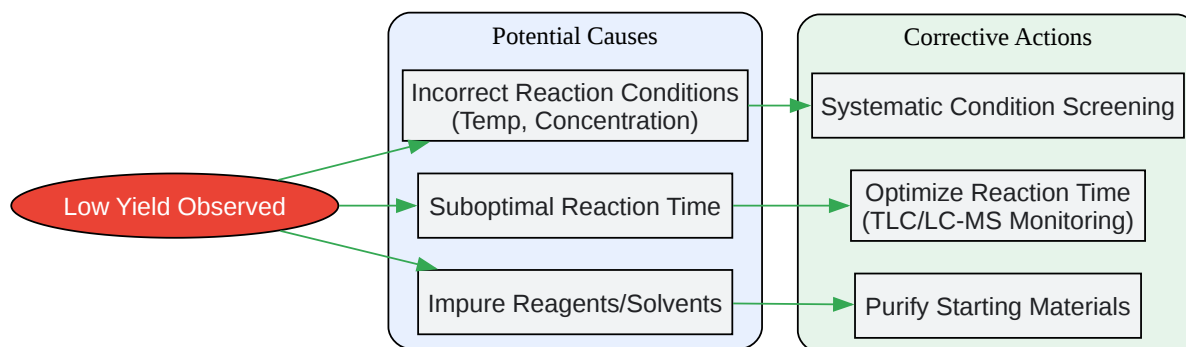 Potential Causes
Corrective Actions
Incorrect Reaction Conditions
(Temp, Concentration)
Systematic Condition Screening
Low Yield Observed
Suboptimal Reaction Time
Optimize Reaction Time
(TLC/LC-MS Monitoring)
Impure Reagents/Solvents
Purify Starting Materials